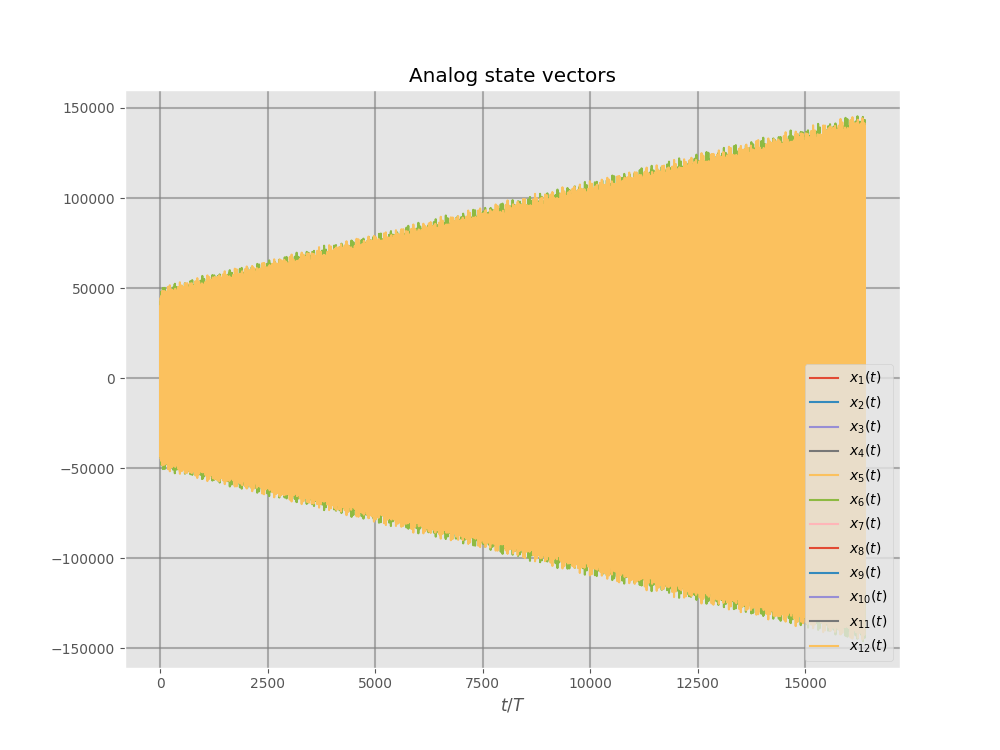 Analog state vectors
150000
100000
50000
0
−50000
−100000
−150000
0 2500 5000 7500 10000 12500 15000
t/T
x₁(t)
x₂(t)
x₃(t)
x₄(t)
x₅(t)
x₆(t)
x₇(t)
x₈(t)
x₉(t)
x₁₀(t)
x₁₁(t)
x₁₂(t)